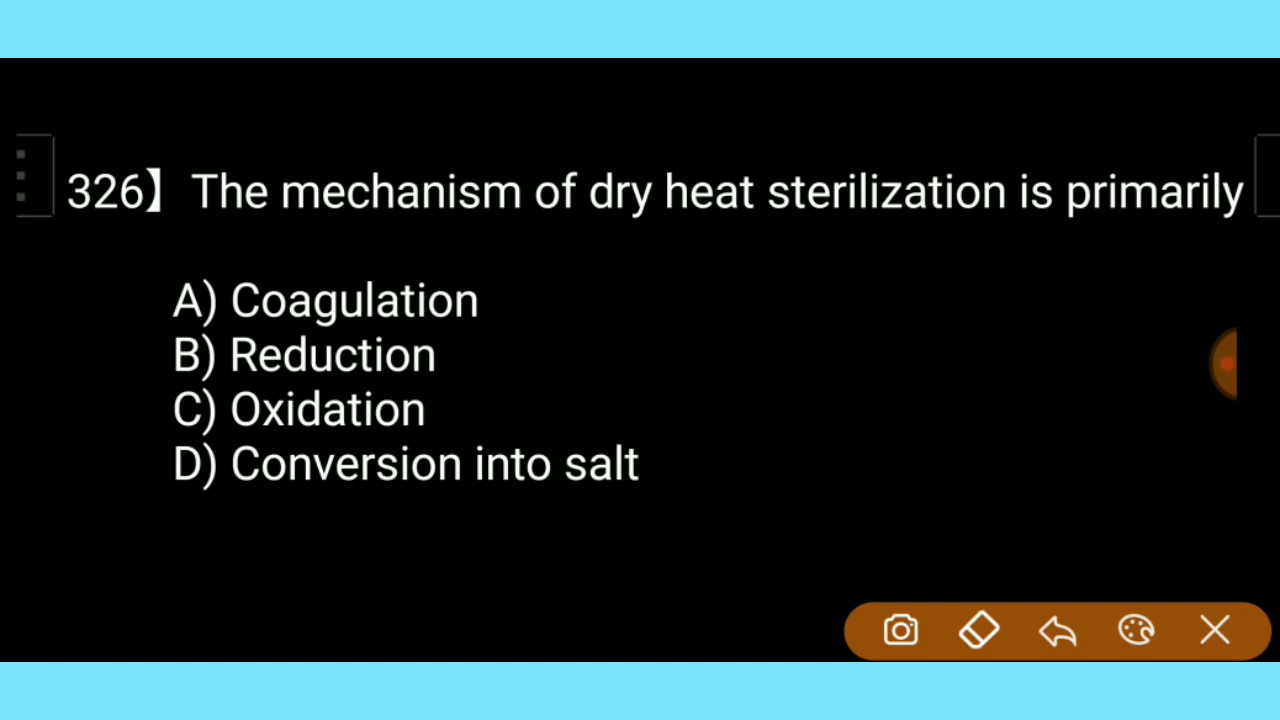 326】 The mechanism of dry heat sterilization is primarily
A) Coagulation
B) Reduction
C) Oxidation
D) Conversion into salt